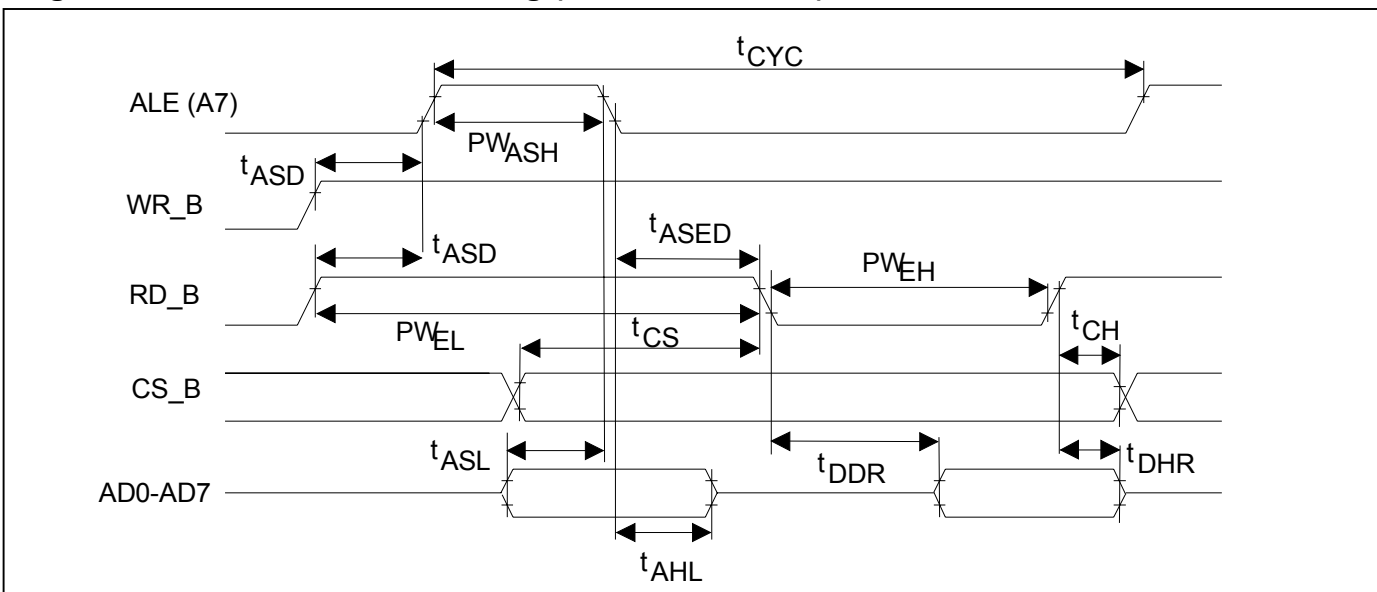 tCYC
ALE (A7)
PWASH
tASD
WR_B
tASED
tASD
PWEH
RD_B
PWEL
tCS
tCH
CS_B
tASL
tDDR
tDHR
AD0-AD7
tAHL